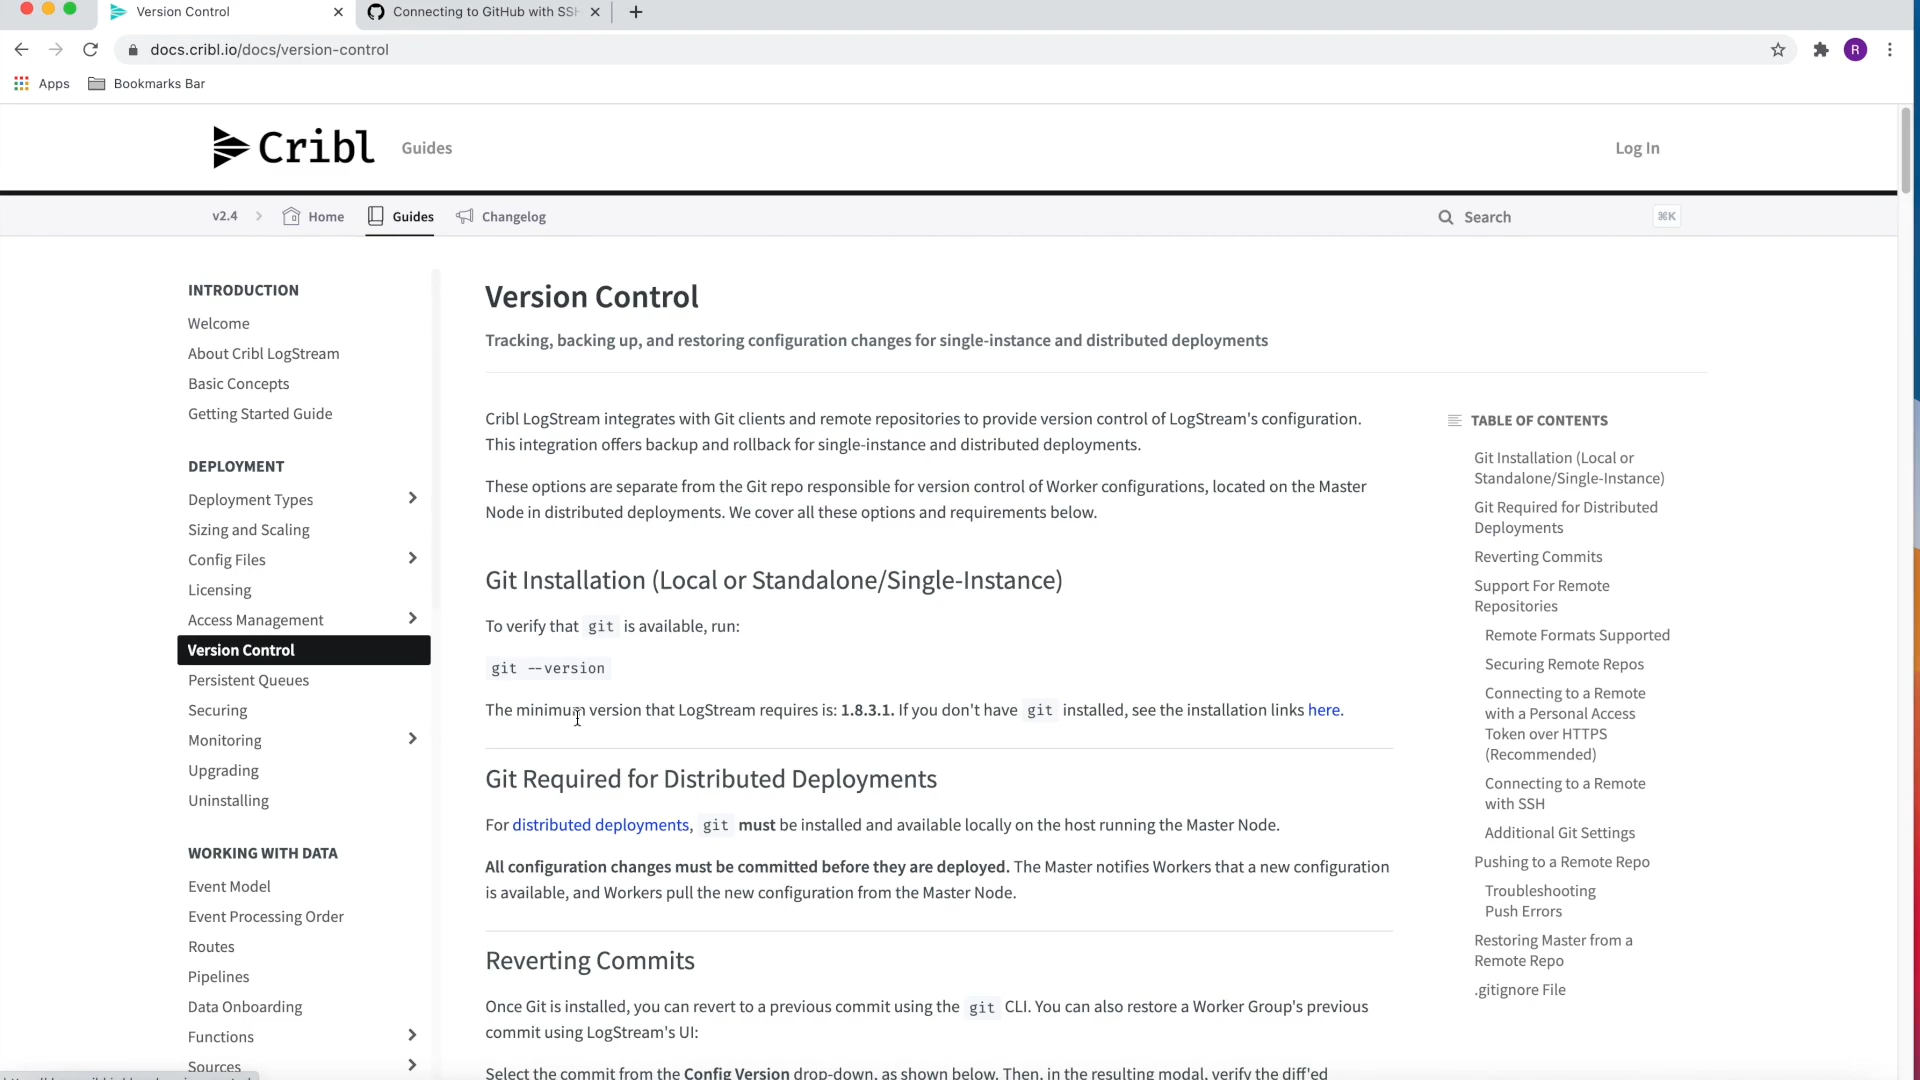 Version Control
Connecting to GitHub with SSH
docs.cribl.io/docs/version-control
R
Apps
Bookmarks Bar
Cribl
Guides
Log In
v2.4
Home
Guides
Changelog
Search
⌘K
INTRODUCTION
Welcome
About Cribl LogStream
Basic Concepts
Getting Started Guide
DEPLOYMENT
Deployment Types
Sizing and Scaling
Config Files
Licensing
Access Management
Version Control
Persistent Queues
Securing
Monitoring
Upgrading
Uninstalling
WORKING WITH DATA
Event Model
Event Processing Order
Routes
Pipelines
Data Onboarding
Functions
Sources
Version Control
Tracking, backing up, and restoring configuration changes for single-instance and distributed deployments
Cribl LogStream integrates with Git clients and remote repositories to provide version control of LogStream's configuration.
This integration offers backup and rollback for single-instance and distributed deployments.
These options are separate from the Git repo responsible for version control of Worker configurations, located on the Master
Node in distributed deployments. We cover all these options and requirements below.
Git Installation (Local or Standalone/Single-Instance)
To verify that git is available, run:
git --version
The minimum version that LogStream requires is: 1.8.3.1. If you don't have git installed, see the installation links here.
Git Required for Distributed Deployments
For distributed deployments, git must be installed and available locally on the host running the Master Node.
All configuration changes must be committed before they are deployed. The Master notifies Workers that a new configuration
is available, and Workers pull the new configuration from the Master Node.
Reverting Commits
Once Git is installed, you can revert to a previous commit using the git CLI. You can also restore a Worker Group's previous
commit using LogStream's UI:
Select the commit from the Config Version drop-down, as shown below. Then, in the resulting modal, verify the diff'ed
TABLE OF CONTENTS
Git Installation (Local or
Standalone/Single-Instance)
Git Required for Distributed
Deployments
Reverting Commits
Support For Remote
Repositories
Remote Formats Supported
Securing Remote Repos
Connecting to a Remote
with a Personal Access
Token over HTTPS
(Recommended)
Connecting to a Remote
with SSH
Additional Git Settings
Pushing to a Remote Repo
Troubleshooting
Push Errors
Restoring Master from a
Remote Repo
.gitignore File